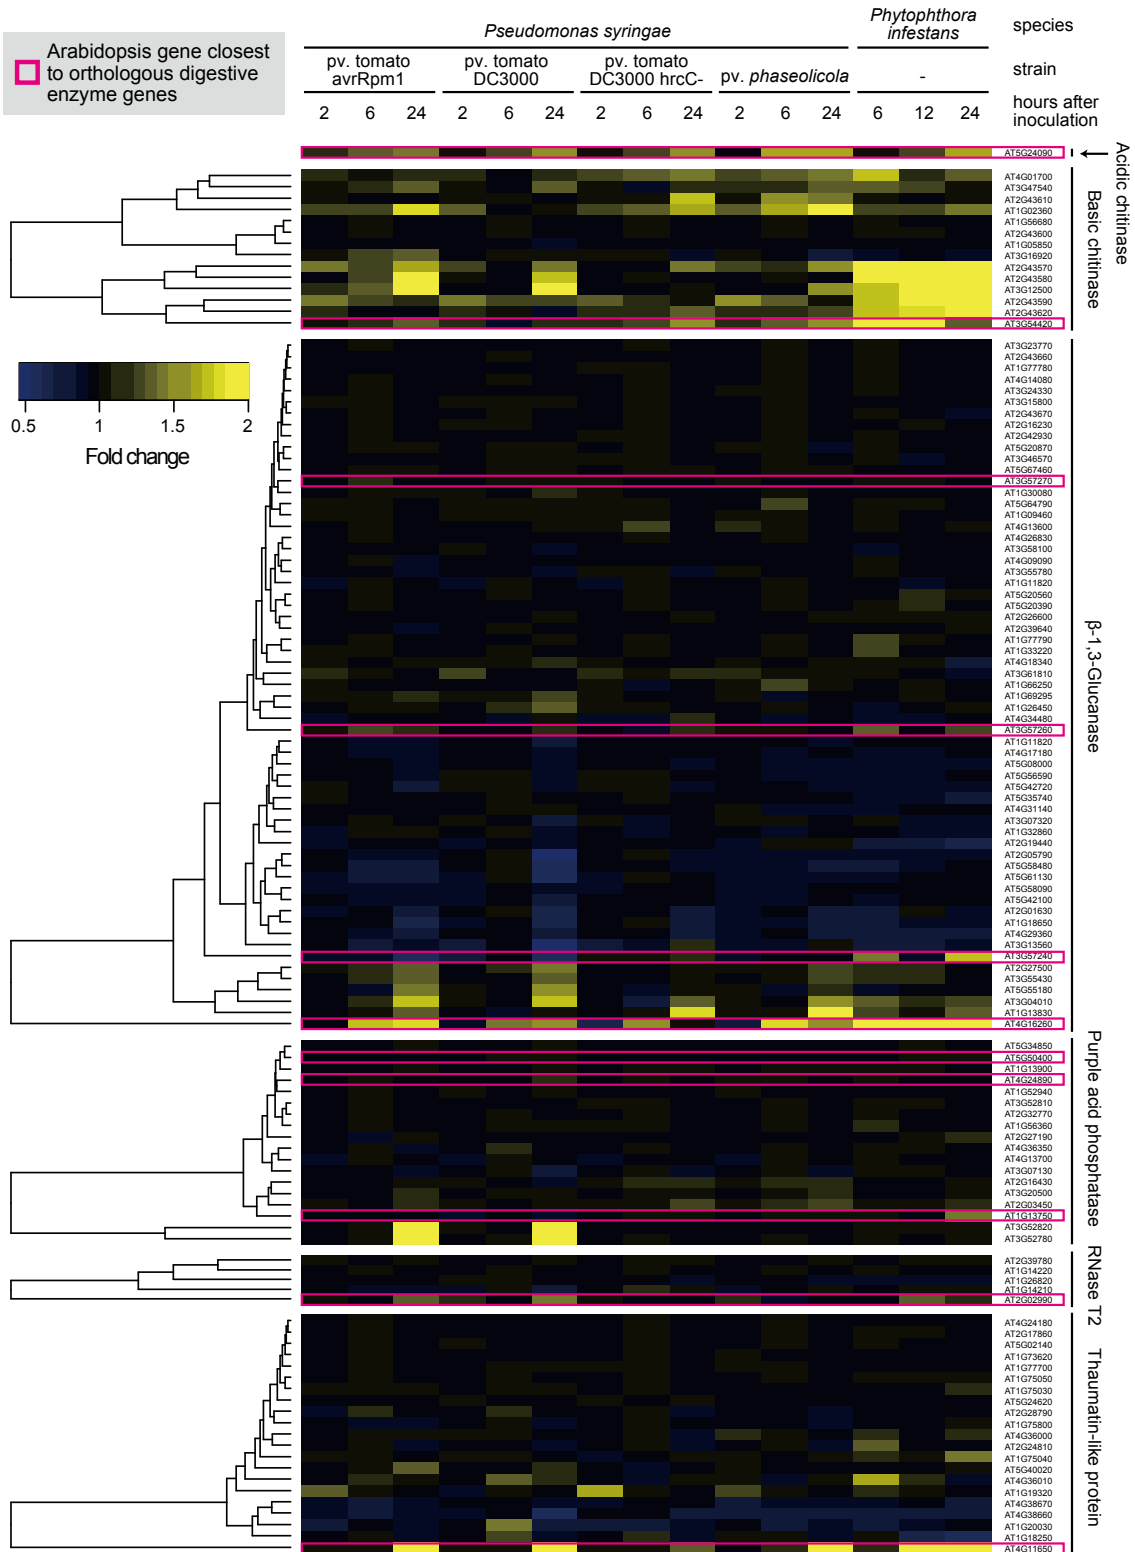 Arabidopsis gene closest
to orthologous digestive
enzyme genes
Pseudomonas syringae
Phytophthora
infestans
species
pv. tomato
avrRpm1
pv. tomato
DC3000
pv. tomato
DC3000 hrcC-
pv. phaseolicola
-
strain
2 6 24 2 6 24 2 6 24 2 6 24 6 12 24
hours after
inoculation
AT5G24090
Acidic chitinase
AT4G01700
AT3G47540
AT2G43610
AT1G02360
AT1G56680
AT2G43600
AT1G05850
AT3G16920
AT2G43570
AT2G43580
AT3G12500
AT2G43590
AT2G43620
AT3G54420
Basic chitinase
0.5 1 1.5 2
Fold change
AT3G23770
AT2G43660
AT1G77780
AT4G14080
AT3G24330
AT3G15800
AT2G43670
AT2G16230
AT2G42930
AT5G20870
AT3G46570
AT5G67460
AT3G57270
AT1G30080
AT5G64790
AT1G09460
AT4G13600
AT4G26830
AT3G58100
AT4G09090
AT3G55780
AT1G11820
AT5G20560
AT5G20390
AT2G26600
AT2G39640
AT1G77790
AT1G33220
AT4G18340
AT3G61810
AT1G66250
AT1G69295
AT1G26450
AT4G34480
AT3G57260
AT1G11820
AT4G17180
AT5G08000
AT5G56590
AT5G42720
AT5G35740
AT4G31140
AT3G07320
AT1G32860
AT2G19440
AT2G05790
AT5G58480
AT5G61130
AT5G58090
AT5G42100
AT2G01630
AT1G18650
AT4G29360
AT3G13560
AT3G57240
AT2G27500
AT3G55430
AT5G55180
AT3G04010
AT1G13830
AT4G16260
β-1,3-Glucanase
AT5G34850
AT5G50400
AT1G13900
AT4G24890
AT1G52940
AT3G52810
AT2G32770
AT1G56360
AT2G27190
AT4G36350
AT4G13700
AT3G07130
AT2G16430
AT3G20500
AT2G03450
AT1G13750
AT3G52820
AT3G52780
Purple acid phosphatase
AT2G39780
AT1G14220
AT1G26820
AT1G14210
AT2G02990
RNase T2
AT4G24180
AT2G17860
AT5G02140
AT1G73620
AT1G77700
AT1G75050
AT1G75030
AT5G24620
AT2G28790
AT1G75800
AT4G36000
AT2G24810
AT1G75040
AT5G40020
AT4G36010
AT1G19320
AT4G38670
AT4G38660
AT1G20030
AT1G18250
AT4G11650
Thaumatin-like protein